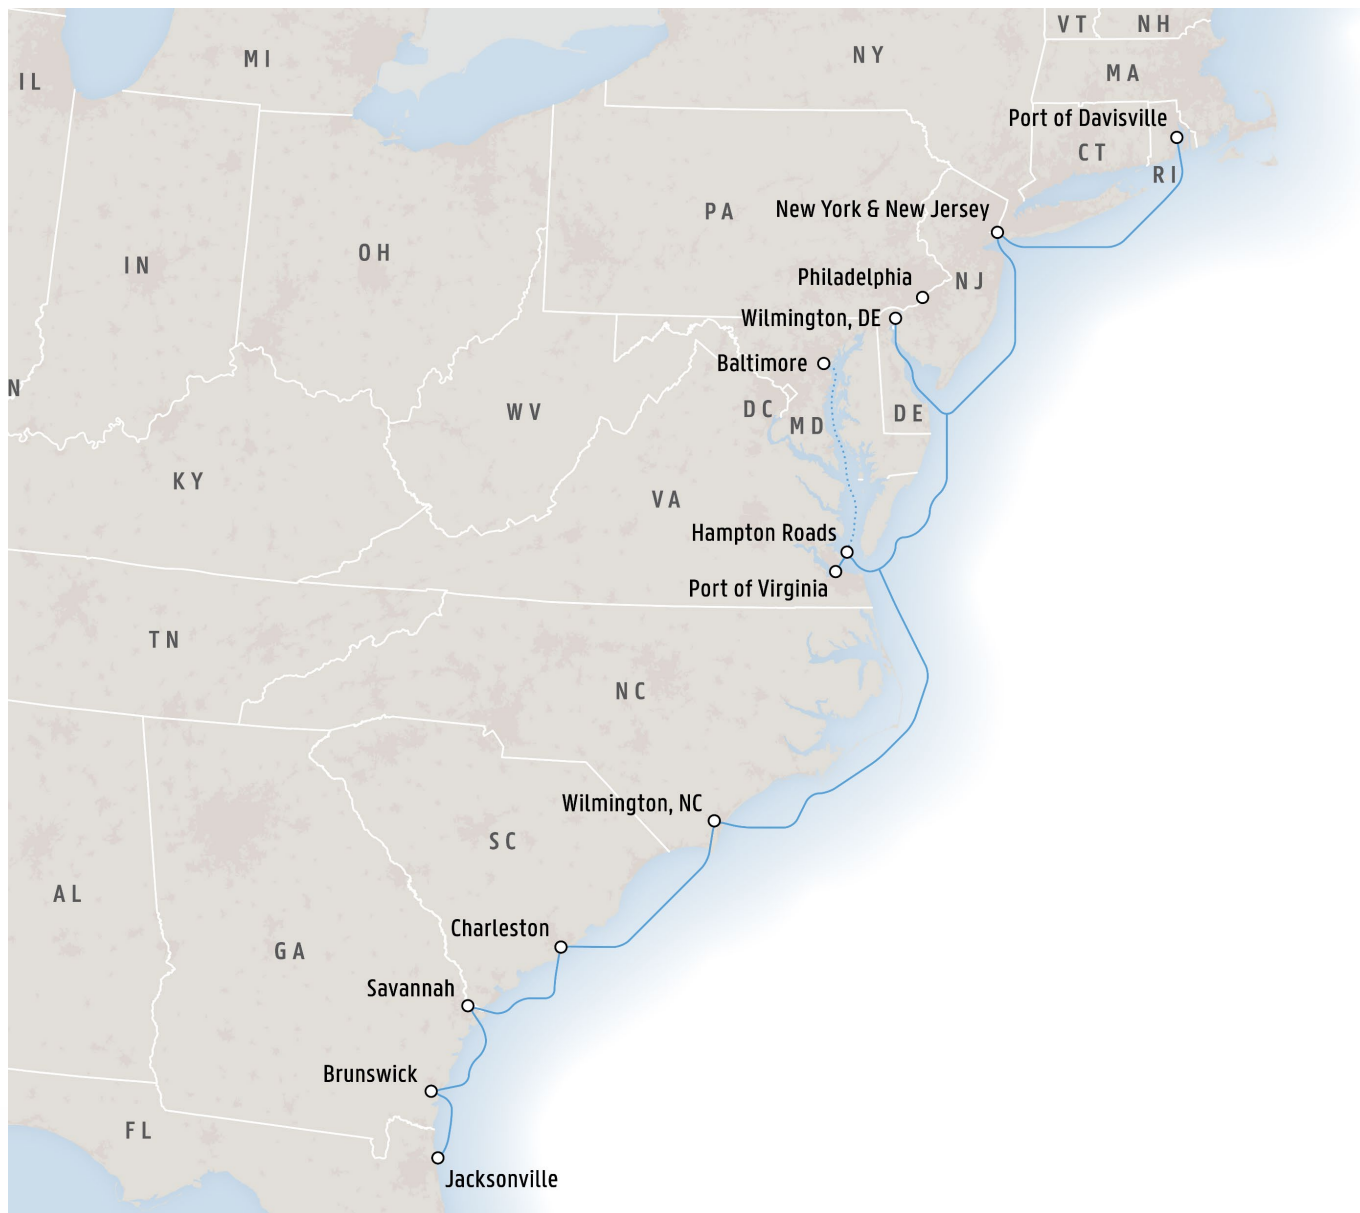 VT
NH
MI
NY
IL
MA
Port of Davisville
CT
RI
PA
New York & New Jersey
OH
IN
Philadelphia
NJ
Wilmington, DE
Baltimore
N
WV
DC
DE
MD
KY
VA
Hampton Roads
Port of Virginia
TN
NC
Wilmington, NC
SC
AL
Charleston
GA
Savannah
Brunswick
FL
Jacksonville